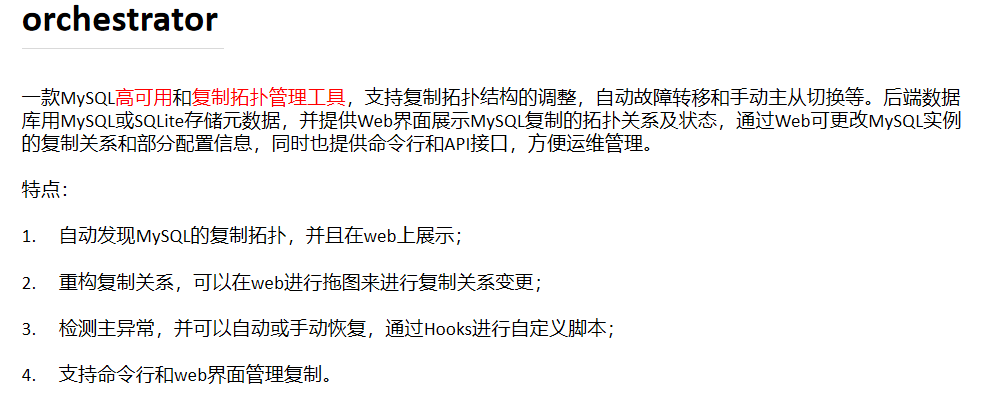 orchestrator
一款MySQL高可用和复制拓扑管理工具，支持复制拓扑结构的调整，自动故障转移和手动主从切换等。后端数据
库用MySQL或SQLite存储元数据，并提供Web界面展示MySQL复制的拓扑关系及状态，通过Web可更改MySQL实例
的复制关系和部分配置信息，同时也提供命令行和API接口，方便运维管理。
特点：
1. 自动发现MySQL的复制拓扑，并且在web上展示；
2. 重构复制关系，可以在web进行拖图来进行复制关系变更；
3. 检测主异常，并可以自动或手动恢复，通过Hooks进行自定义脚本；
4. 支持命令行和web界面管理复制。